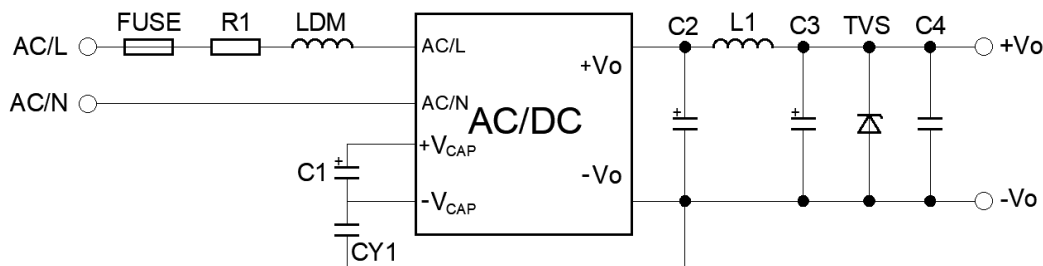 FUSE R1 LDM
AC/L
AC/N
AC/L
AC/N
+VCAP
-VCAP
AC/DC
+Vo
-Vo
C1
CY1
C2 L1 C3 TVS C4
+Vo
-Vo
+
+
+